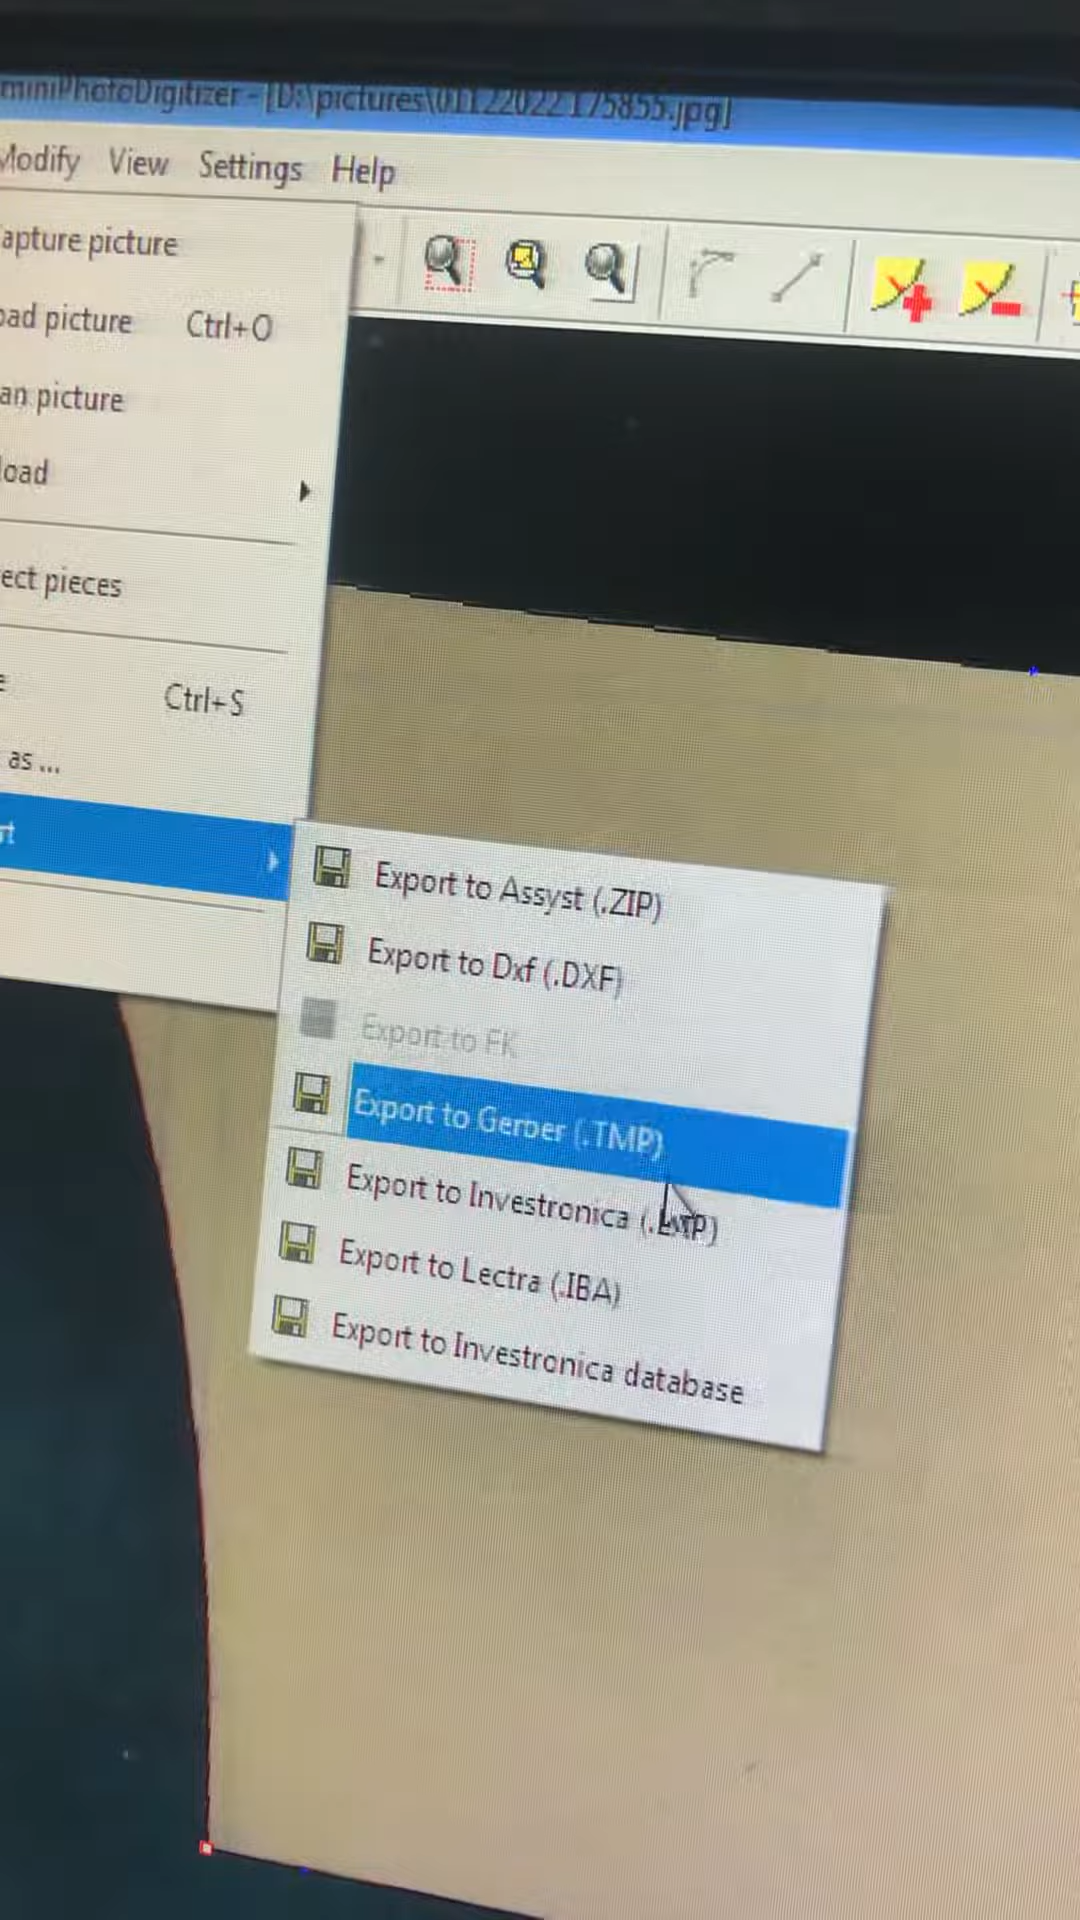 miniPhotoDigitizer - [D:\pictures\01122022175855.jpg]
Modify View Settings Help
apture picture
oad picture Ctrl+O
an picture
load
ect pieces
e Ctrl+S
as ...
rt
Export to Assyst (.ZIP)
Export to Dxf (.DXF)
Export to FK
Export to Gerber (.TMP)
Export to Investronica (
Export to Lectra (.IBA)
Export to Investronica database